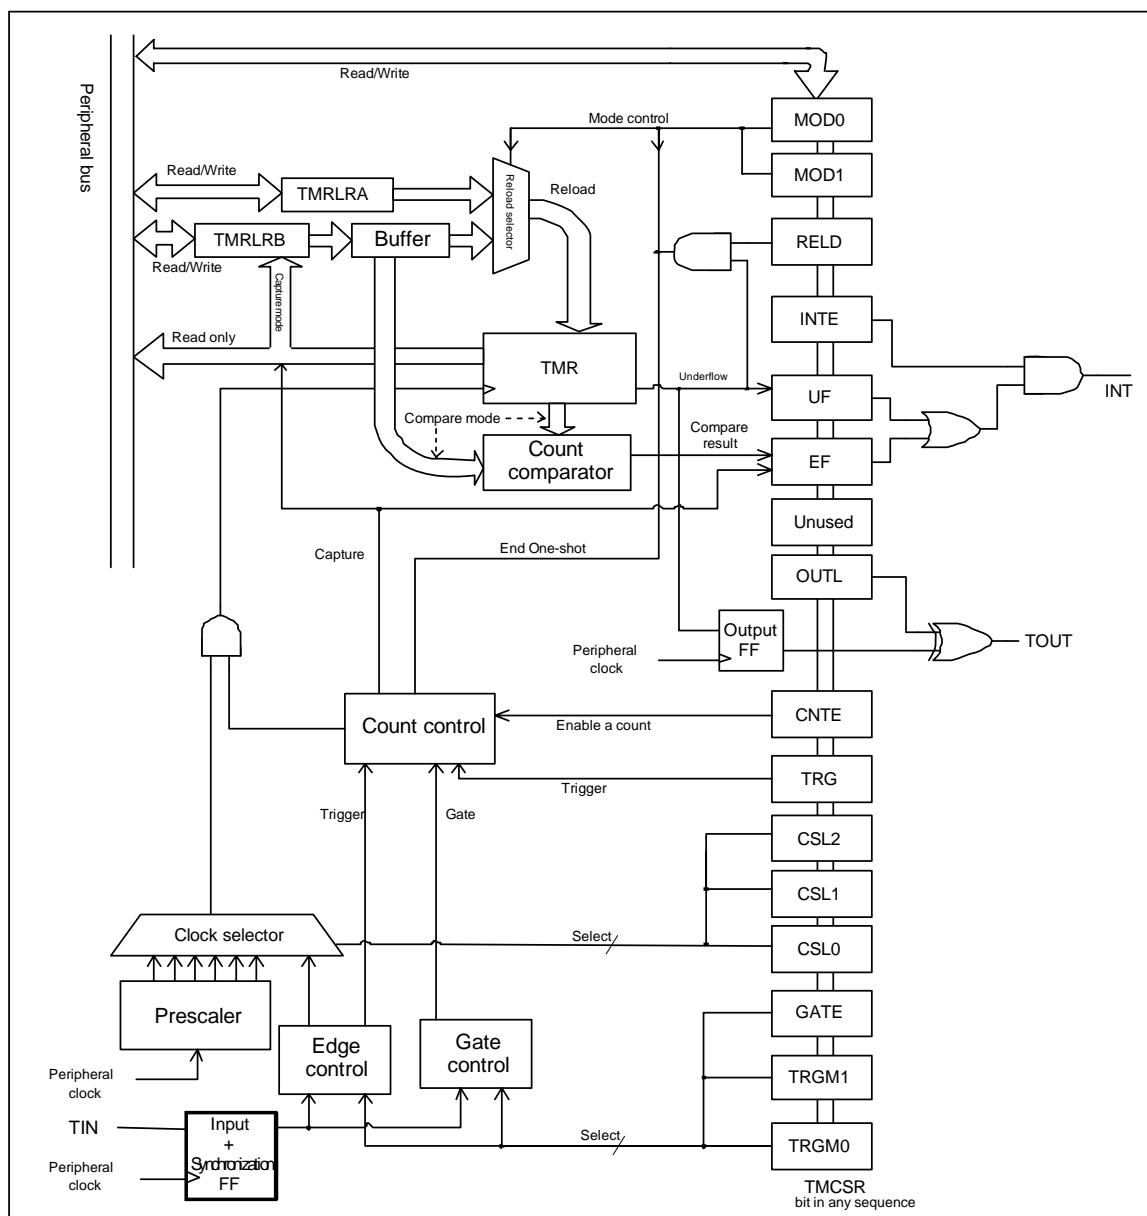 Peripheral bus
Read/Write
MOD0
Mode control
MOD1
Read/Write
TMRLRA
Reload selector
Reload
TMRLRB
Buffer
RELD
Read/Write
Capture mode
INTE
Read only
TMR
Underflow
UF
INT
Compare mode
Compare
result
Count
comparator
EF
Unused
Capture
End One-shot
OUTL
Output
FF
TOUT
Peripheral
clock
Count control
Enable a count
CNTE
TRG
Trigger
Trigger
Gate
CSL2
CSL1
Clock selector
Select
CSL0
Prescaler
GATE
Edge
control
Gate
control
Peripheral
clock
TRGM1
TIN
Input
+
Synchronization
FF
Select
TRGM0
Peripheral
clock
TMCSR
bit in any sequence